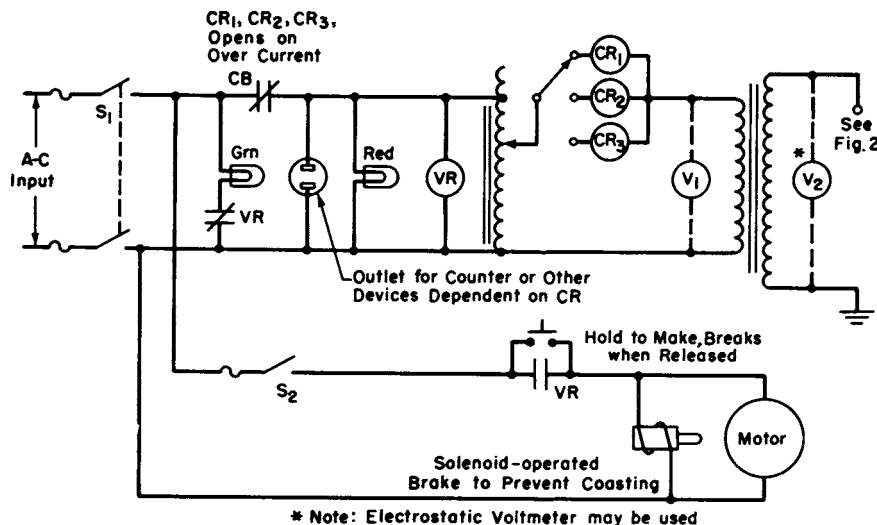 CR1, CR2, CR3,
Opens on
Over Current
CB
S1
A-C
Input
Grn
VR
Red
VR
CR1
CR2
CR3
V1
*
V2
See
Fig. 2
Outlet for Counter or Other
Devices Dependent on CR
Hold to Make, Breaks
when Released
S2
VR
Motor
Solenoid-operated
Brake to Prevent Coasting
* Note: Electrostatic Voltmeter may be used